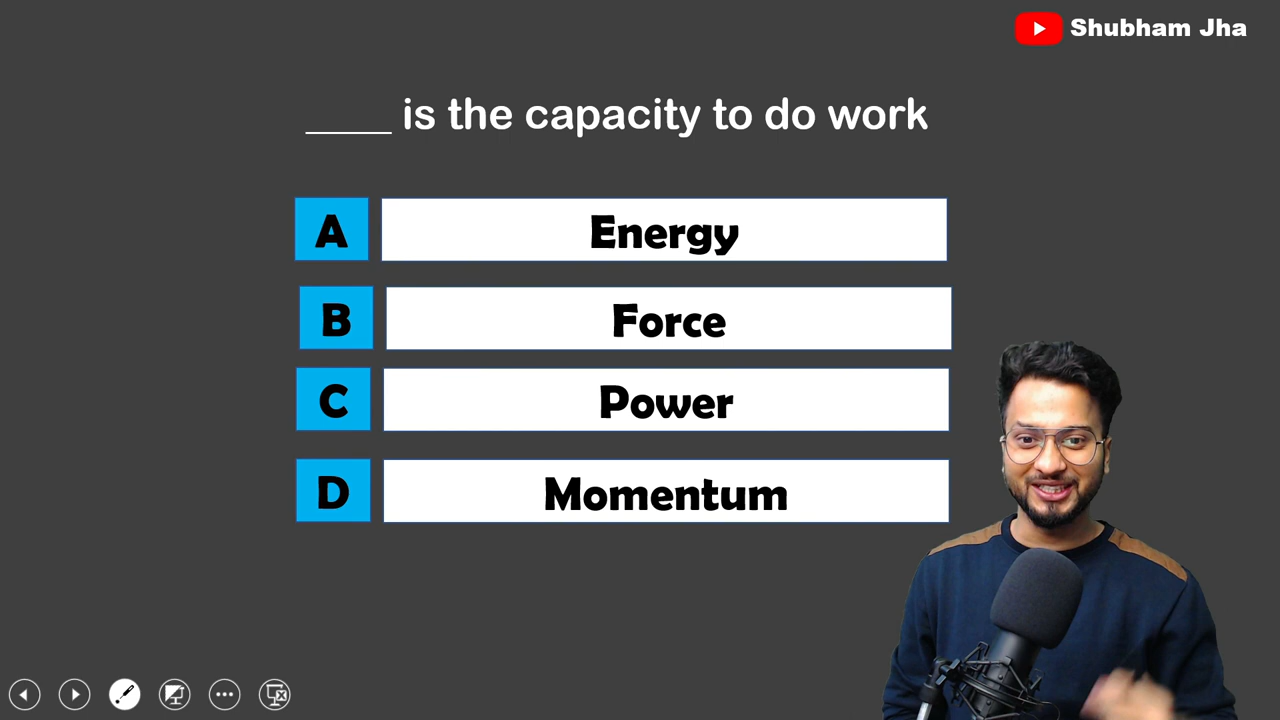 Shubham Jha
_____ is the capacity to do work
A Energy
B Force
C Power
D Momentum